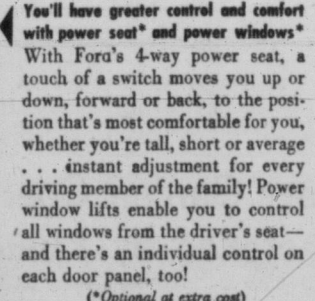 You'll have greater control and comfort
with power seat* and power windows*
With Ford's 4-way power seat, a
touch of a switch moves you up or
down, forward or back, to the posi-
tion that's most comfortable for you,
whether you're tall, short or average
. . . instant adjustment for every
driving member of the family! Power
window lifts enable you to control
all windows from the driver's seat—
and there's an individual control on
each door panel, too!
(*Optional at extra cost)